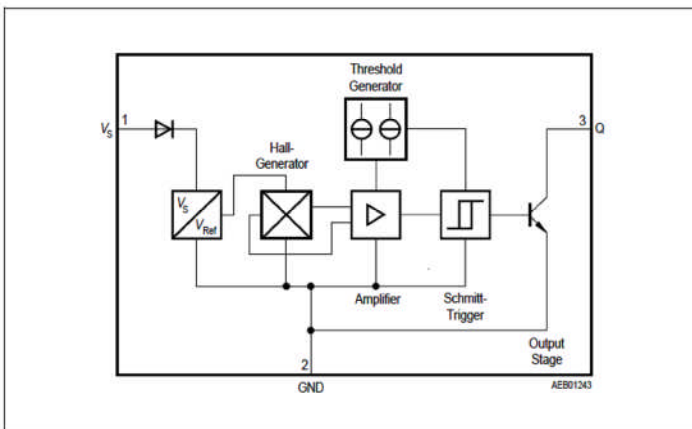 Threshold
Generator
V_S 1
3 Q
Hall-
Generator
V_S
V_Ref
Amplifier
Schmitt-
Trigger
Output
Stage
2
GND
AEB01243